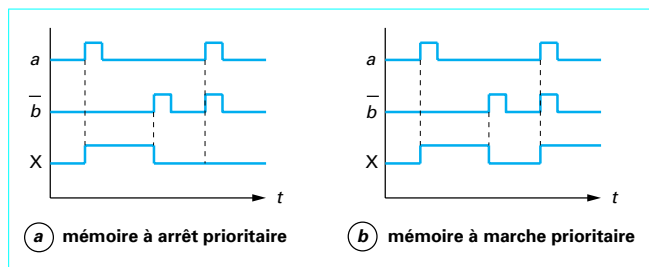 a
b̅
X
t
a mémoire à arrêt prioritaire
a
b̅
X
t
b mémoire à marche prioritaire